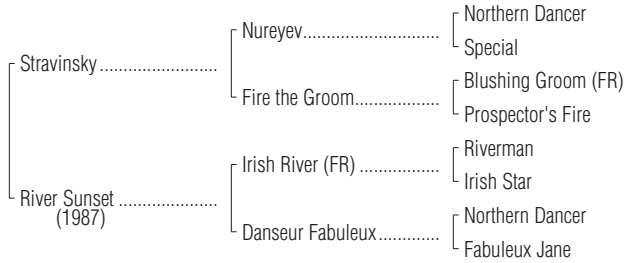 Northern Dancer
Nureyev
Special
Stravinsky
Blushing Groom (FR)
Fire the Groom
Prospector's Fire
Riverman
Irish River (FR)
Irish Star
River Sunset
(1987)
Northern Dancer
Danseur Fabuleux
Fabuleux Jane